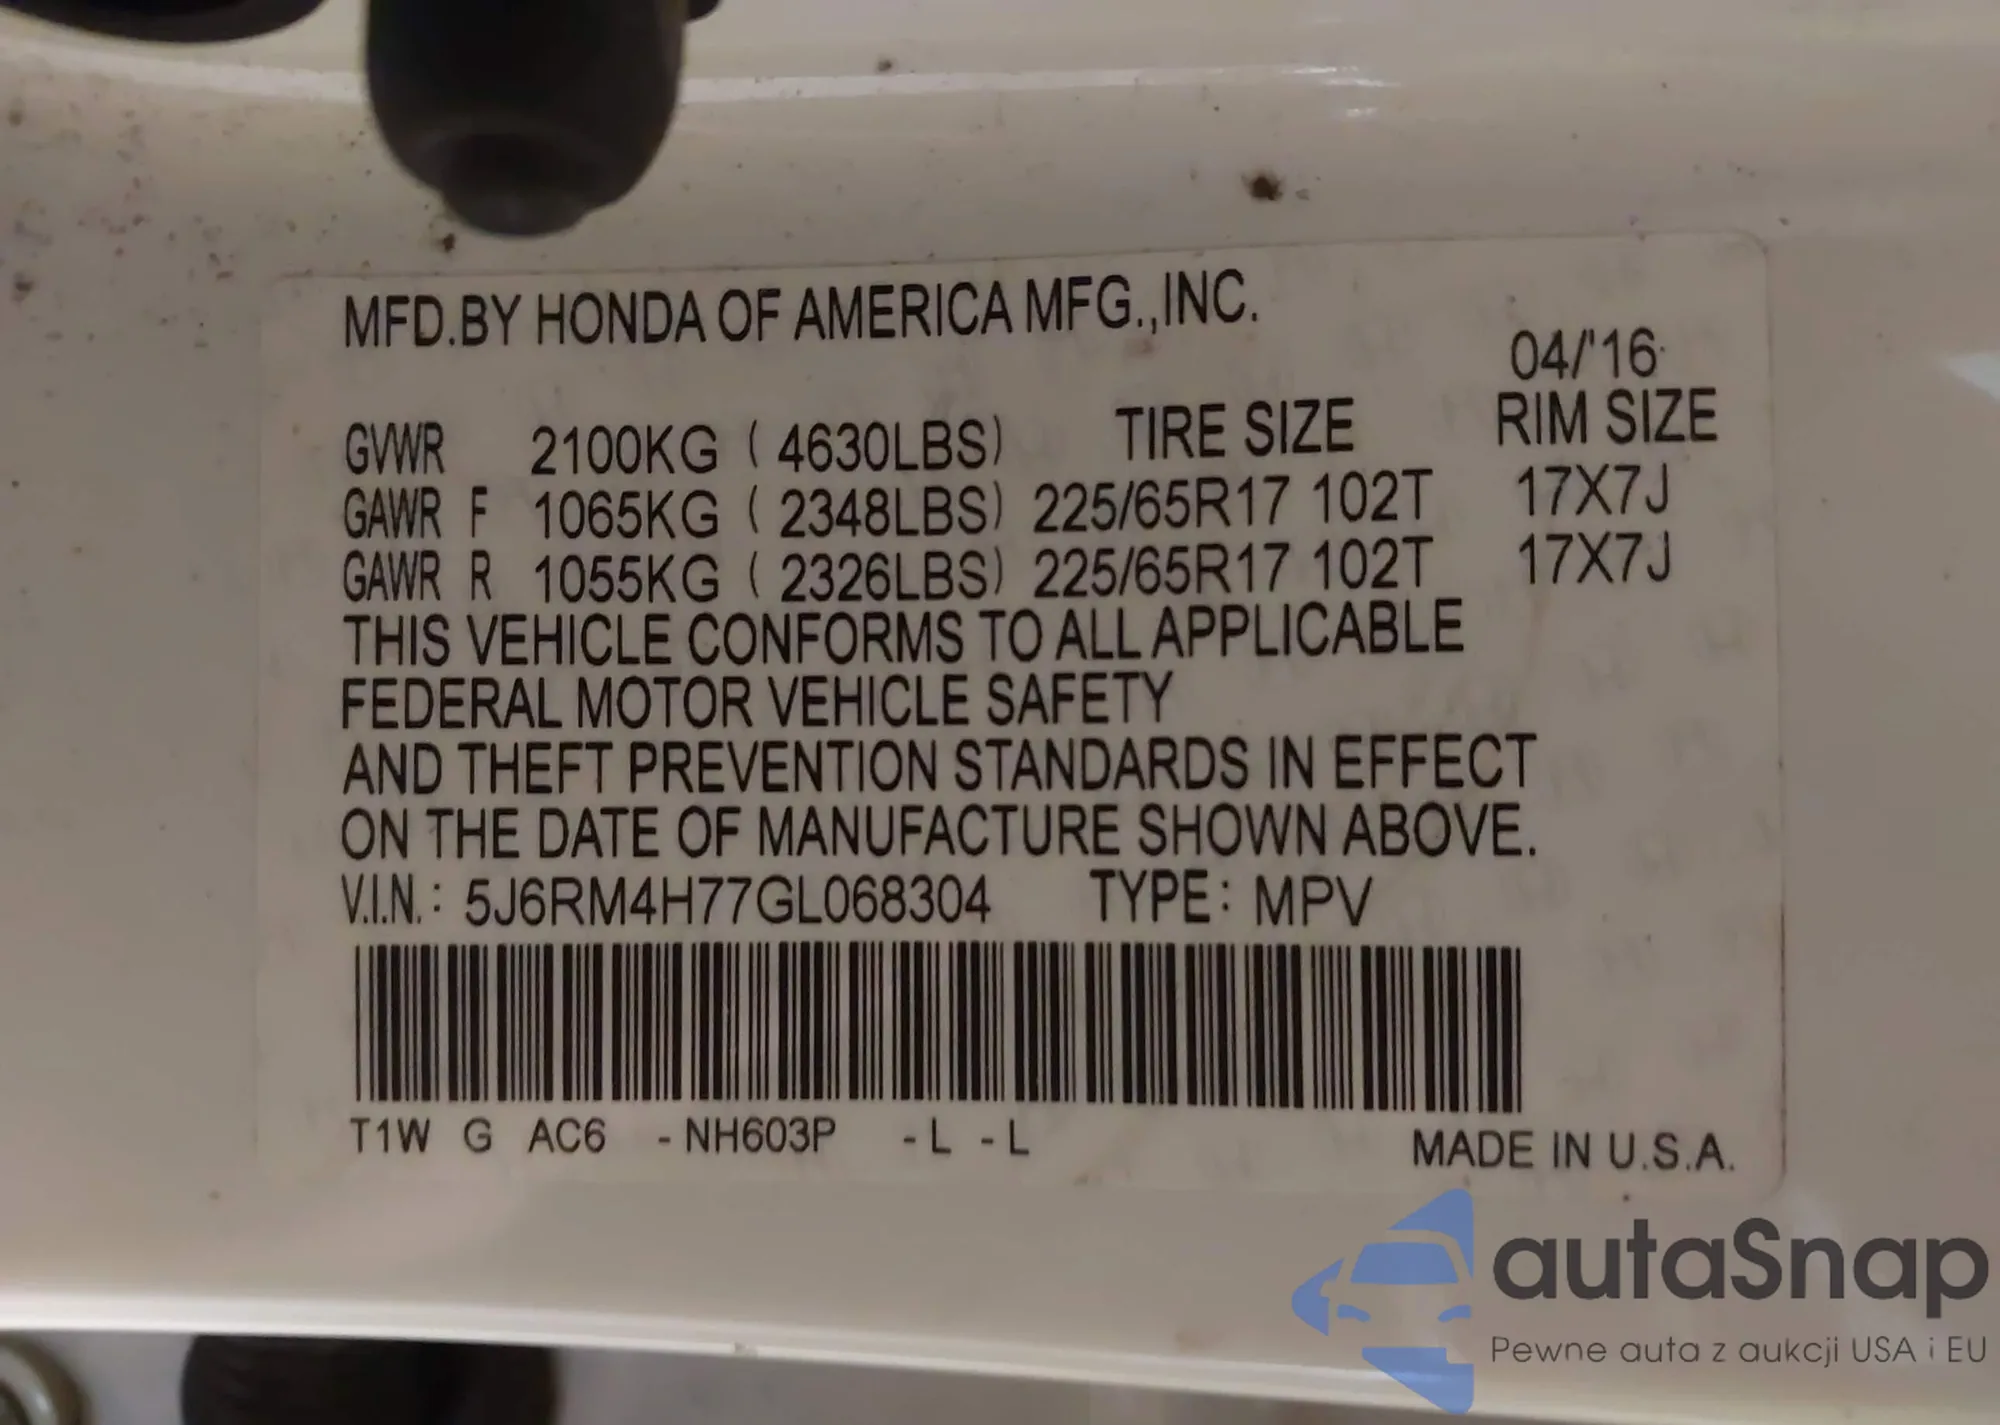 MFD.BY HONDA OF AMERICA MFG.,INC.
04/'16
GVWR 2100KG ( 4630LBS) TIRE SIZE RIM SIZE
GAWR F 1065KG ( 2348LBS) 225/65R17 102T 17X7J
GAWR R 1055KG ( 2326LBS) 225/65R17 102T 17X7J
THIS VEHICLE CONFORMS TO ALL APPLICABLE
FEDERAL MOTOR VEHICLE SAFETY
AND THEFT PREVENTION STANDARDS IN EFFECT
ON THE DATE OF MANUFACTURE SHOWN ABOVE.
V.I.N.: 5J6RM4H77GL068304 TYPE: MPV
T1W G AC6 -NH603P -L -L MADE IN U.S.A.
autaSnap
Pewne auta z aukcji USA i EU